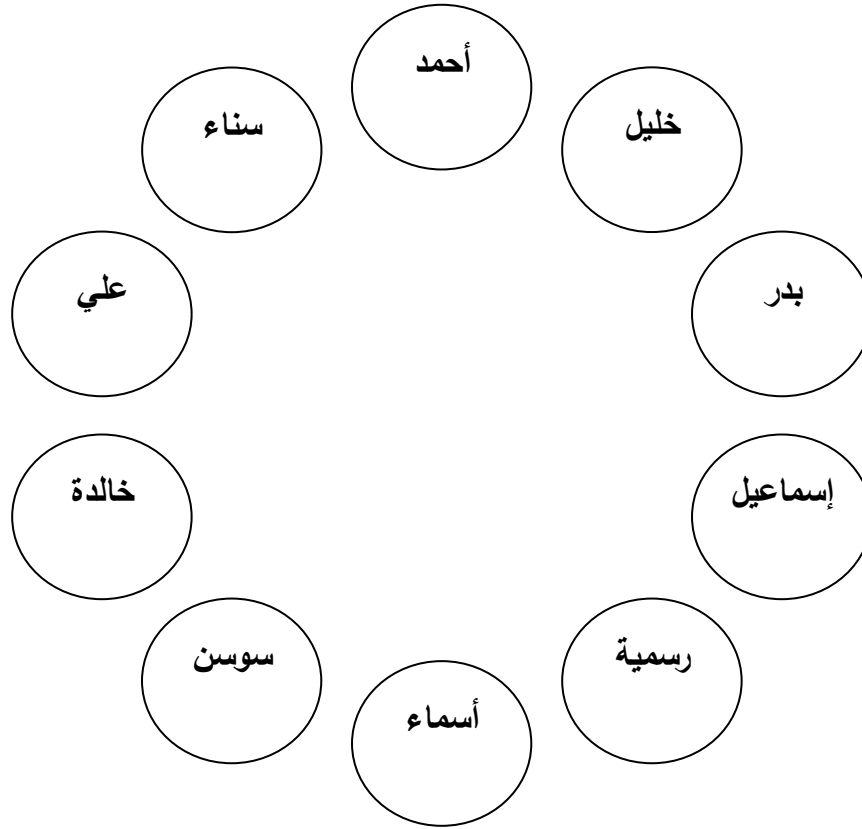 أحمد
خليل
سناء
بدر
علي
إسماعيل
خالدة
رسمية
سوسن
أسماء